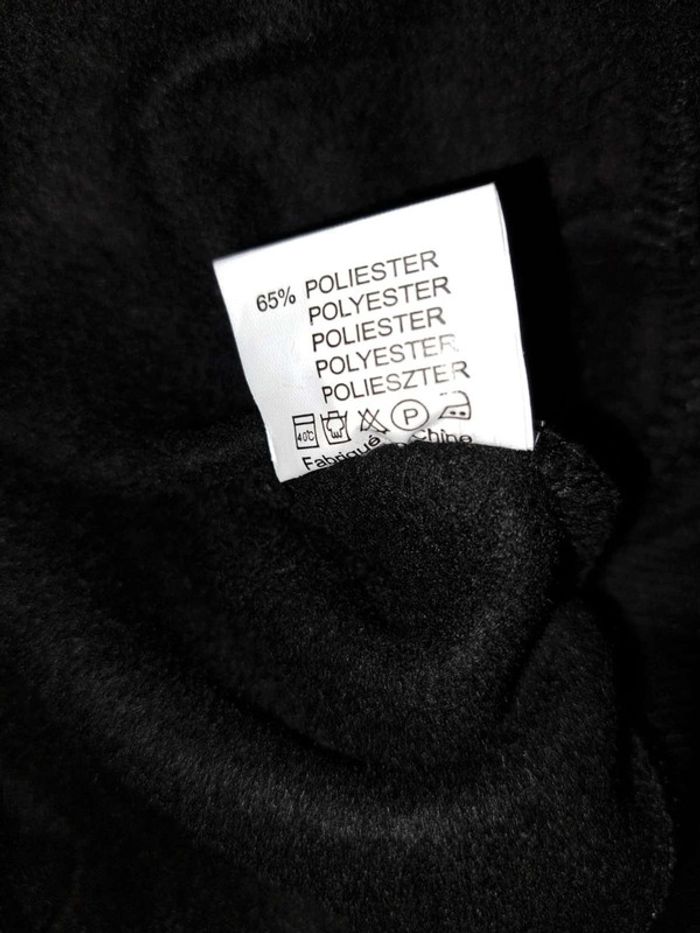 65% POLIESTER
POLYESTER
POLIESTER
POLYESTER
POLIESZTER
40°C P
Fabriqué Chine